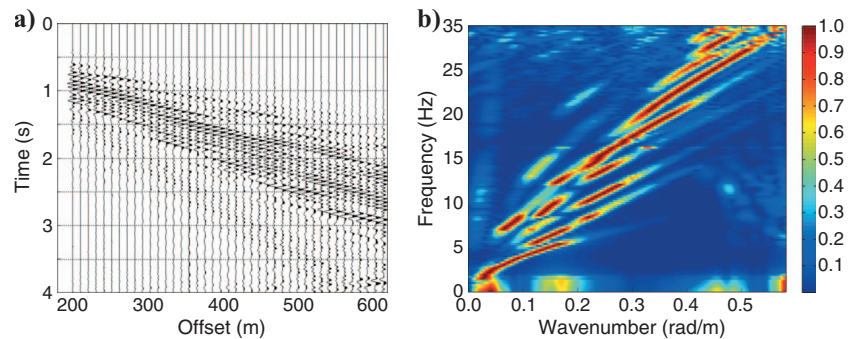 a)
0
1
2
3
4
Time (s)
200 300 400 500 600
Offset (m)
b)
35
30
25
20
15
10
5
0
Frequency (Hz)
0.0 0.1 0.2 0.3 0.4 0.5
Wavenumber (rad/m)
1.0
0.9
0.8
0.7
0.6
0.5
0.4
0.3
0.2
0.1